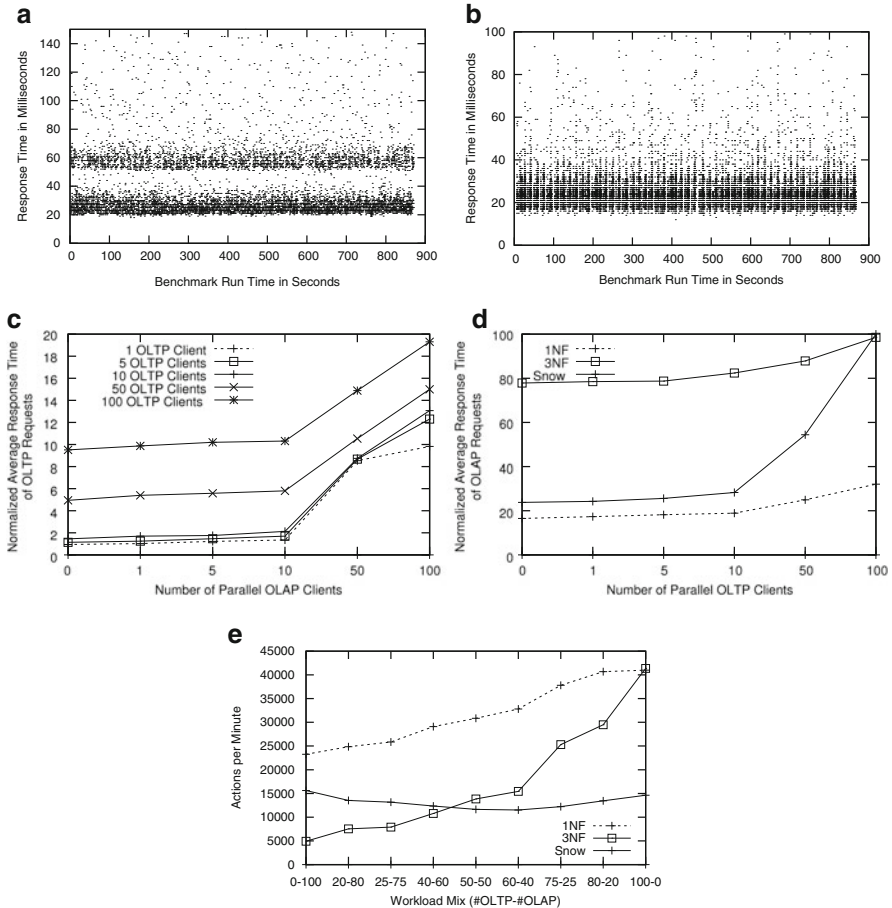 a
Response Time in Milliseconds
140
120
100
80
60
40
20
0
0 100 200 300 400 500 600 700 800 900
Benchmark Run Time in Seconds
b
Response Time in Milliseconds
100
80
60
40
20
0
0 100 200 300 400 500 600 700 800 900
Benchmark Run Time in Seconds
c
Normalized Average Response Time
of OLTP Requests
20
18
16
14
12
10
8
6
4
2
0
1 OLTP Client
5 OLTP Clients
10 OLTP Clients
50 OLTP Clients
100 OLTP Clients
0 1 5 10 50 100
Number of Parallel OLAP Clients
d
Normalized Average Response Time
of OLAP Requests
100
80
60
40
20
0
1NF
3NF
Snow
0 1 5 10 50 100
Number of Parallel OLTP Clients
e
Actions per Minute
45000
40000
35000
30000
25000
20000
15000
10000
5000
0
1NF
3NF
Snow
0-100 20-80 25-75 40-60 50-50 60-40 75-25 80-20 100-0
Workload Mix (#OLTP-#OLAP)